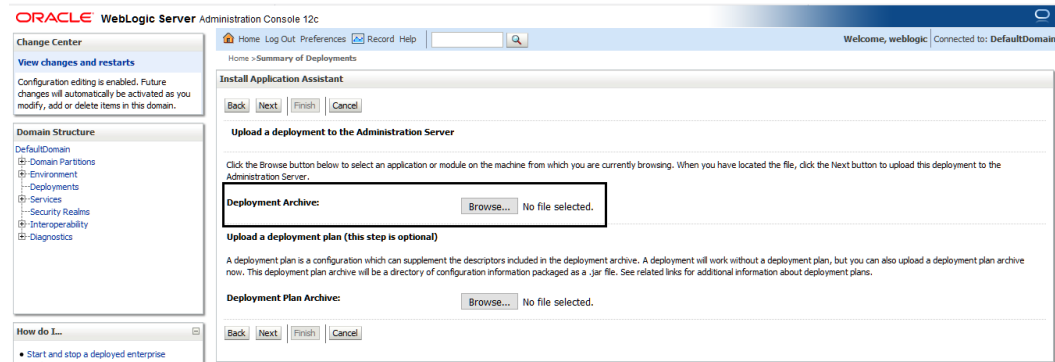 ORACLE WebLogic Server Administration Console 12c
Change Center
View changes and restarts
Configuration editing is enabled. Future
changes will automatically be activated as you
modify, add or delete items in this domain.
Domain Structure
DefaultDomain
Domain Partitions
Environment
Deployments
Services
Security Realms
Interoperability
Diagnostics
How do I...
Start and stop a deployed enterprise
Home Log Out Preferences Record Help
Welcome, weblogic Connected to: DefaultDomain
Home >Summary of Deployments
Install Application Assistant
Back Next Finish Cancel
Upload a deployment to the Administration Server
Click the Browse button below to select an application or module on the machine from which you are currently browsing. When you have located the file, click the Next button to upload this deployment to the
Administration Server.
Deployment Archive: Browse... No file selected.
Upload a deployment plan (this step is optional)
A deployment plan is a configuration which can supplement the descriptors included in the deployment archive. A deployment will work without a deployment plan, but you can also upload a deployment plan archive
now. This deployment plan archive will be a directory of configuration information packaged as a .jar file. See related links for additional information about deployment plans.
Deployment Plan Archive: Browse... No file selected.
Back Next Finish Cancel